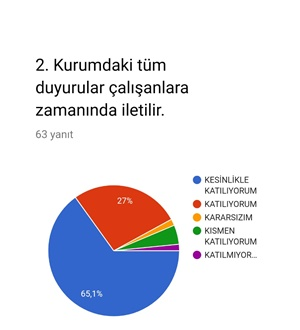 2. Kurumdaki tüm
duyurular çalışanlara
zamanında iletilir.
63 yanıt
KESİNLİKLE
KATILIYORUM
KATILIYORUM
KARARSIZIM
KISMEN
KATILIYORUM
KATILMIYOR…
27%
65,1%